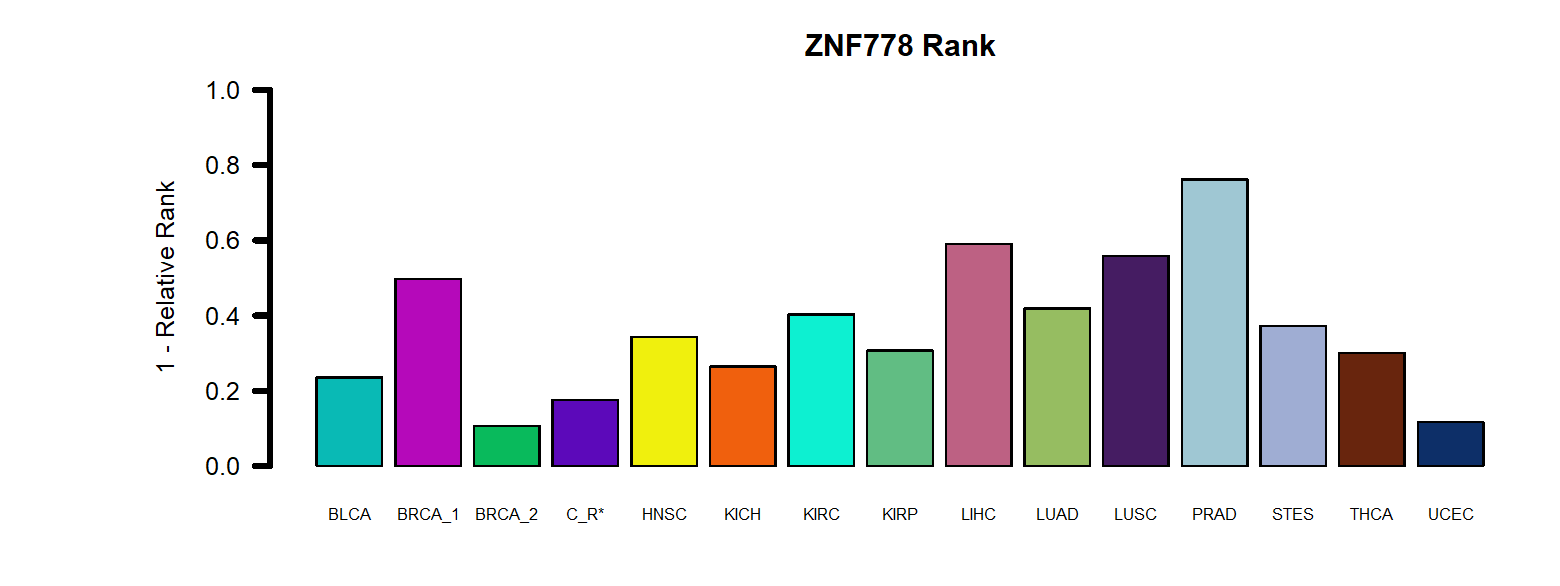 ZNF778 Rank
1 - Relative Rank
1.0
0.8
0.6
0.4
0.2
0.0
BLCA BRCA_1 BRCA_2 C_R* HNSC KICH KIRC KIRP LIHC LUAD LUSC PRAD STES THCA UCEC